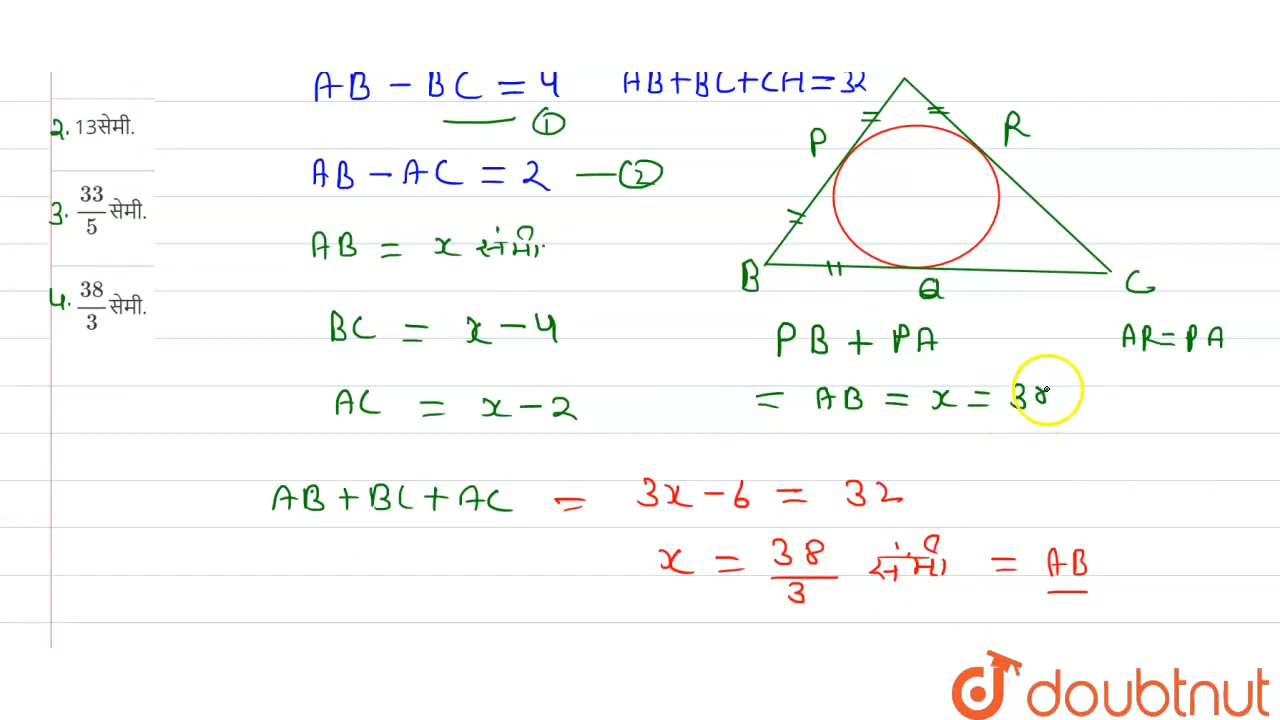 AB - BC = 4
①
AB + BC + CA = 32
2. 13सेमी.
AB - AC = 2 — ②
3. 33/5 सेमी.
AB = x सेमी.
4. 38/3 सेमी.
BC = x - 4
AC = x - 2
P
R
B
Q
C
PB + PA
AR = PA
= AB = x = 38
AB + BC + AC = 3x - 6 = 32
x = 38/3 सेमी = AB
doubtnut